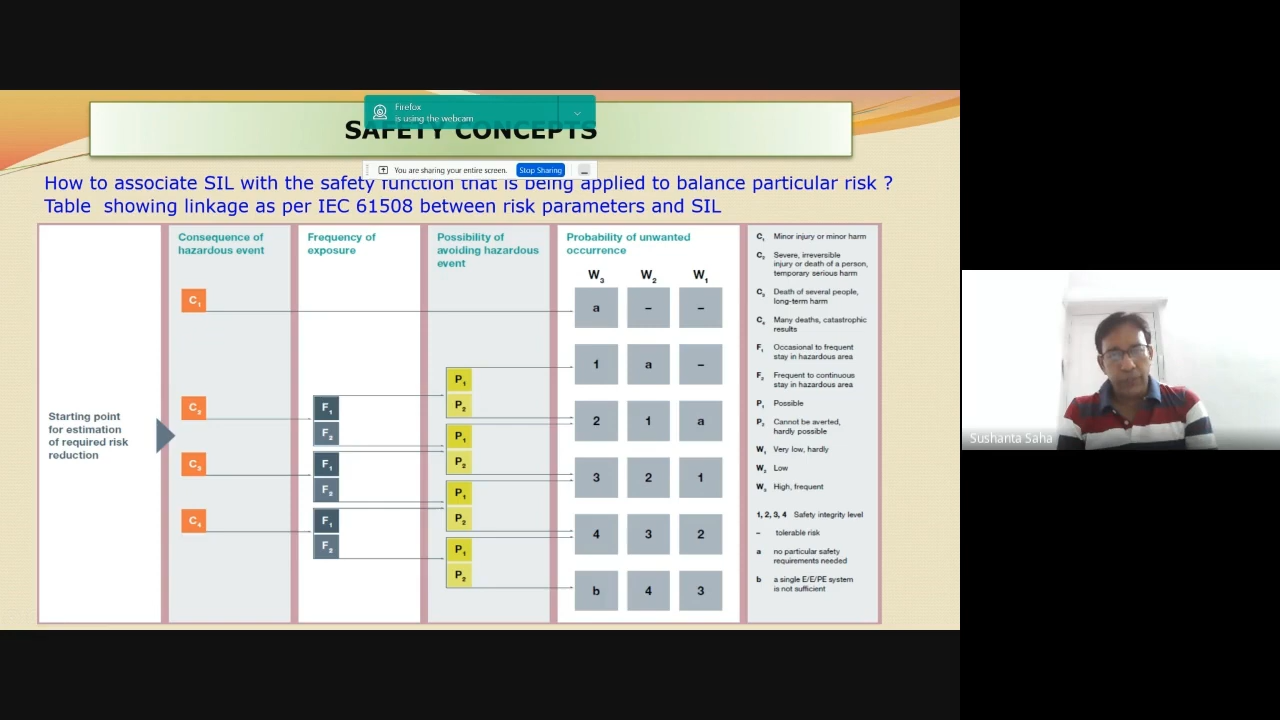 Firefox
is using the webcam
SAFETY CONCEPTS
You are sharing your entire screen. Stop Sharing
How to associate SIL with the safety function that is being applied to balance particular risk ?
Table showing linkage as per IEC 61508 between risk parameters and SIL
Starting point
for estimation
of required risk
reduction
Consequence of
hazardous event
C₁
C₂
C₃
C₄
Frequency of
exposure
F₁
F₂
F₁
F₂
F₁
F₂
Possibility of
avoiding hazardous
event
P₁
P₂
P₁
P₂
P₁
P₂
P₁
P₂
Probability of unwanted
occurrence
W₃ W₂ W₁
a – –
1 a –
2 1 a
3 2 1
4 3 2
b 4 3
C₁ Minor injury or minor harm
C₂ Severe, irreversible
injury or death of a person,
temporary serious harm
C₃ Death of several people,
long-term harm
C₄ Many deaths, catastrophic
results
F₁ Occasional to frequent
stay in hazardous area
F₂ Frequent to continuous
stay in hazardous area
P₁ Possible
P₂ Cannot be averted,
hardly possible
W₁ Very low, hardly
W₂ Low
W₃ High, frequent
1, 2, 3, 4 Safety integrity level
– tolerable risk
a no particular safety
requirements needed
b a single E/E/PE system
is not sufficient
Sushanta Saha